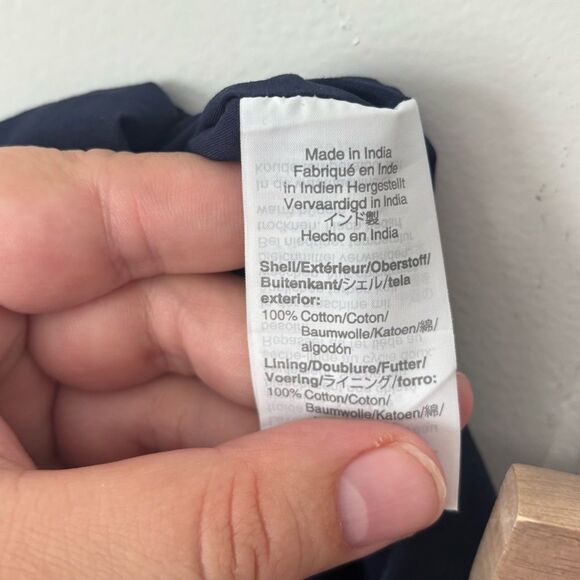 Made in India
Fabriqué en Inde
in Indien Hergestellt
Vervaardigd in India
インド製
Hecho en India
Shell/Extérieur/Oberstoff/
Buitenkant/シェル/tela
exterior:
100% Cotton/Coton/
Baumwolle/Katoen/綿/
algodón
Lining/Doublure/Futter/
Voering/ライニング/torro:
100% Cotton/Coton/
Baumwolle/Katoen/綿/